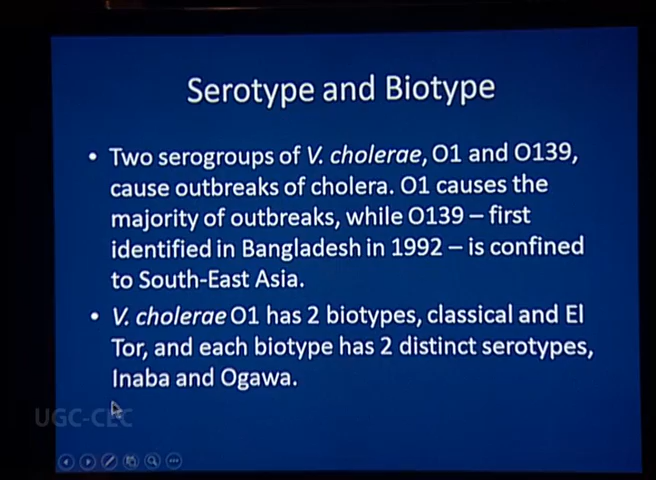 Serotype and Biotype
• Two serogroups of V. cholerae, O1 and O139,
cause outbreaks of cholera. O1 causes the
majority of outbreaks, while O139 – first
identified in Bangladesh in 1992 – is confined
to South-East Asia.
• V. cholerae O1 has 2 biotypes, classical and El
Tor, and each biotype has 2 distinct serotypes,
Inaba and Ogawa.
UGC-CEC